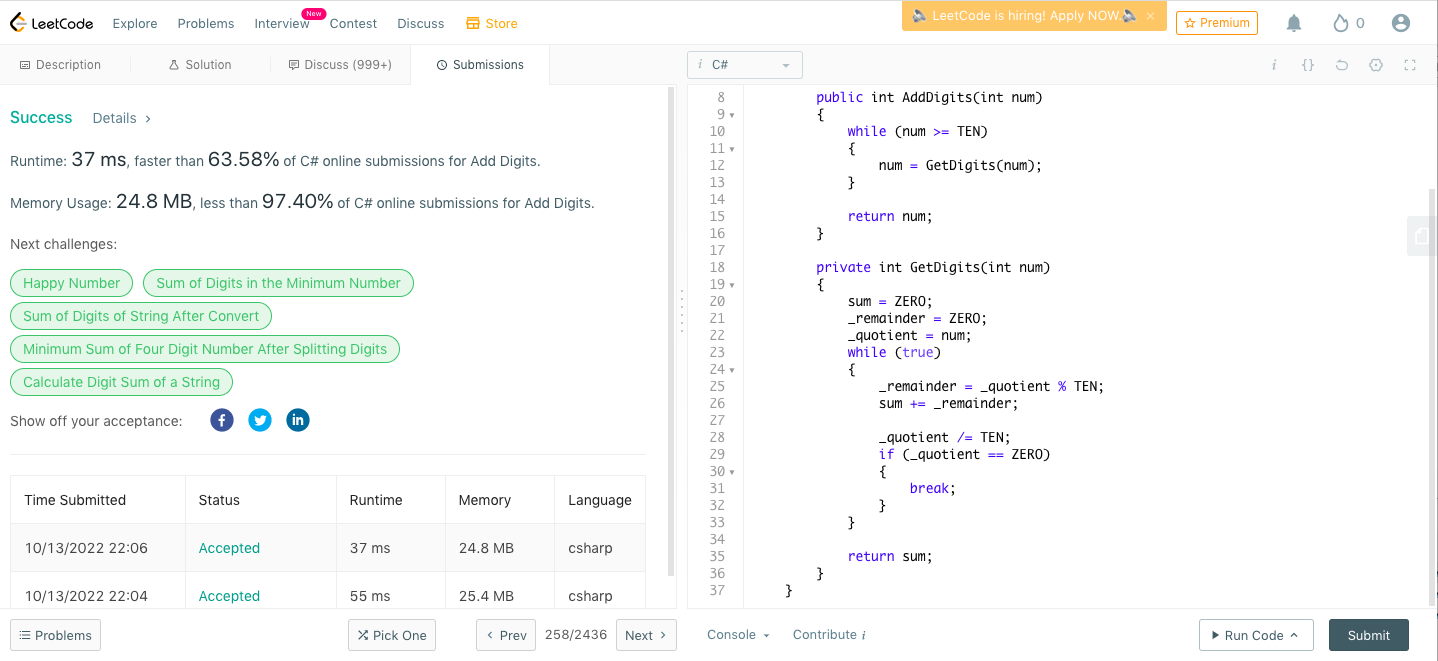 LeetCode Explore Problems Interview New Contest Discuss Store LeetCode is hiring! Apply NOW. × Premium 0
Description Solution Discuss (999+) Submissions
Success Details >
Runtime: 37 ms, faster than 63.58% of C# online submissions for Add Digits.
Memory Usage: 24.8 MB, less than 97.40% of C# online submissions for Add Digits.
Next challenges:
Happy Number Sum of Digits in the Minimum Number
Sum of Digits of String After Convert
Minimum Sum of Four Digit Number After Splitting Digits
Calculate Digit Sum of a String
Show off your acceptance:
Time Submitted Status Runtime Memory Language
10/13/2022 22:06 Accepted 37 ms 24.8 MB csharp
10/13/2022 22:04 Accepted 55 ms 25.4 MB csharp
Problems Pick One < Prev 258/2436 Next >
i C# i {}
8 public int AddDigits(int num)
9 {
10 while (num >= TEN)
11 {
12 num = GetDigits(num);
13 }
14
15 return num;
16 }
17
18 private int GetDigits(int num)
19 {
20 sum = ZERO;
21 _remainder = ZERO;
22 _quotient = num;
23 while (true)
24 {
25 _remainder = _quotient % TEN;
26 sum += _remainder;
27
28 _quotient /= TEN;
29 if (_quotient == ZERO)
30 {
31 break;
32 }
33 }
34
35 return sum;
36 }
37 }
Console Contribute i Run Code Submit